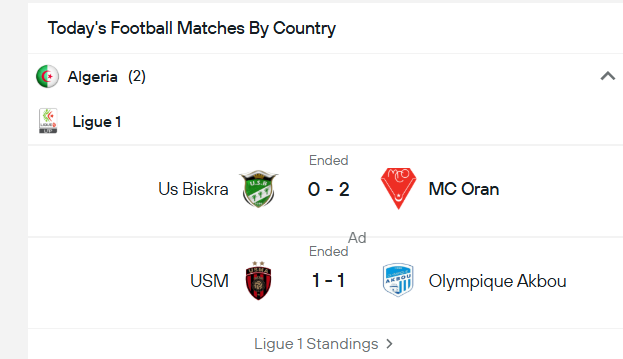 Today's Football Matches By Country
Algeria (2)
Ligue 1
Ended
Us Biskra 0 - 2 MC Oran
Ad
Ended
USM 1 - 1 Olympique Akbou
Ligue 1 Standings >